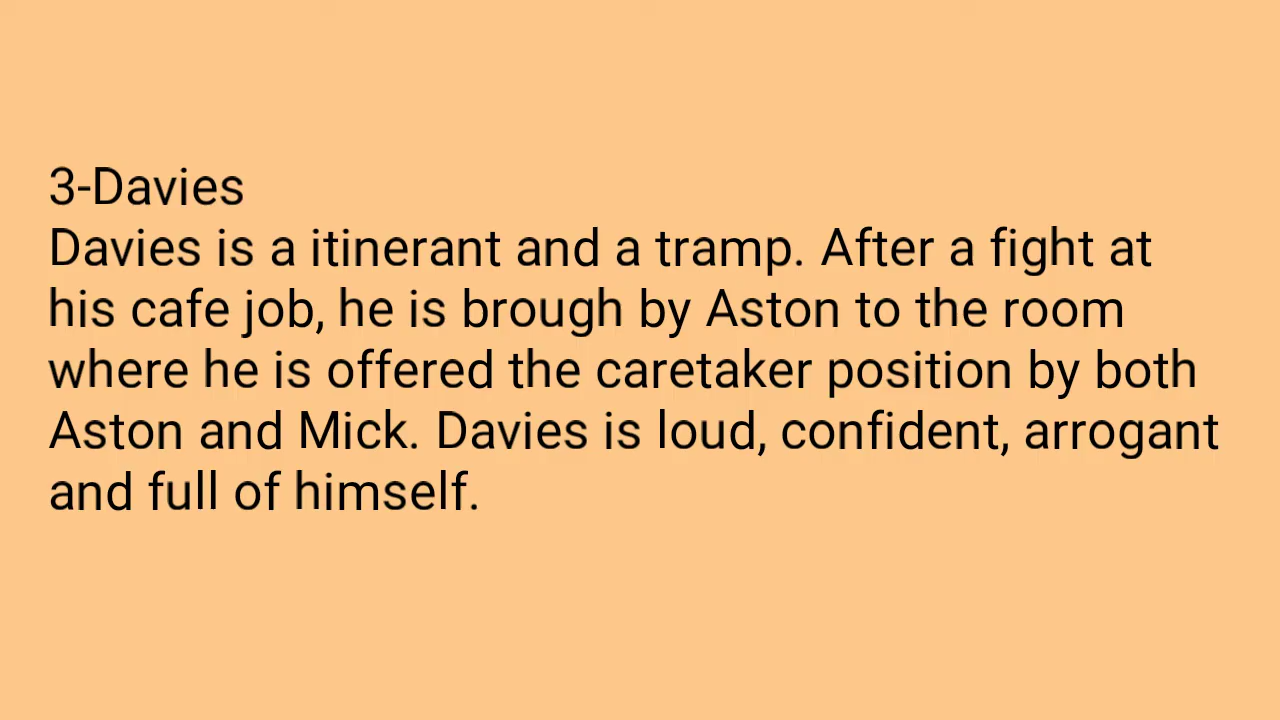 3-Davies
Davies is a itinerant and a tramp. After a fight at
his cafe job, he is brough by Aston to the room
where he is offered the caretaker position by both
Aston and Mick. Davies is loud, confident, arrogant
and full of himself.